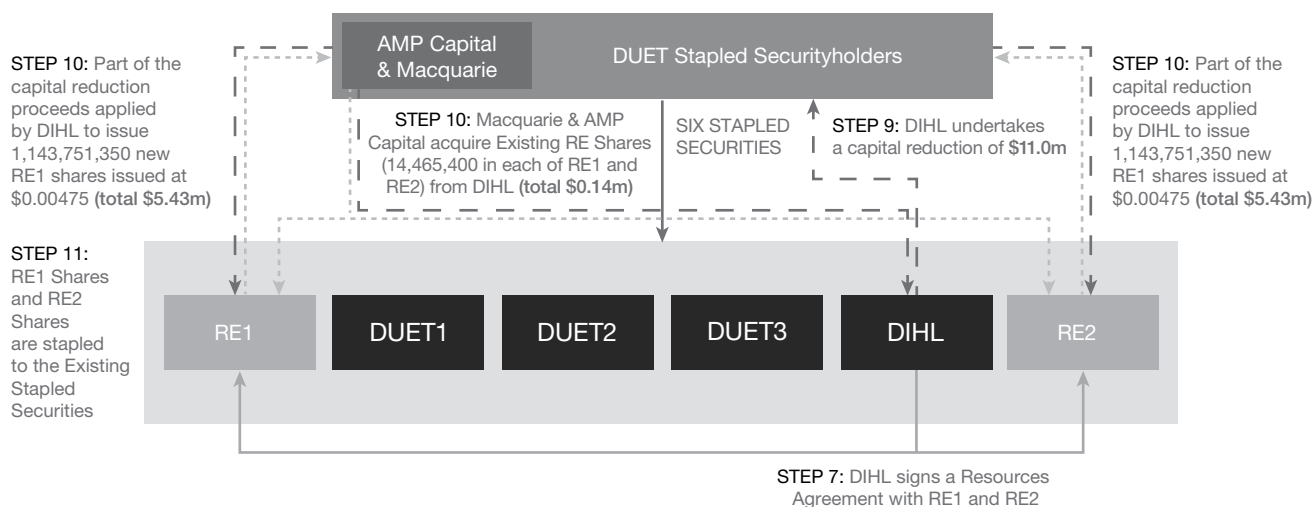 AMP Capital
& Macquarie
DUET Stapled Securityholders
STEP 10: Part of the
capital reduction
proceeds applied
by DIHL to issue
1,143,751,350 new
RE1 shares issued at
$0.00475 (total $5.43m)
STEP 10: Macquarie & AMP
Capital acquire Existing RE Shares
(14,465,400 in each of RE1 and
RE2) from DIHL (total $0.14m)
SIX STAPLED
SECURITIES
STEP 9: DIHL undertakes
a capital reduction of $11.0m
STEP 10: Part of the
capital reduction
proceeds applied
by DIHL to issue
1,143,751,350 new
RE1 shares issued at
$0.00475 (total $5.43m)
STEP 11:
RE1 Shares
and RE2
Shares
are stapled
to the Existing
Stapled
Securities
RE1
DUET1
DUET2
DUET3
DIHL
RE2
STEP 7: DIHL signs a Resources
Agreement with RE1 and RE2